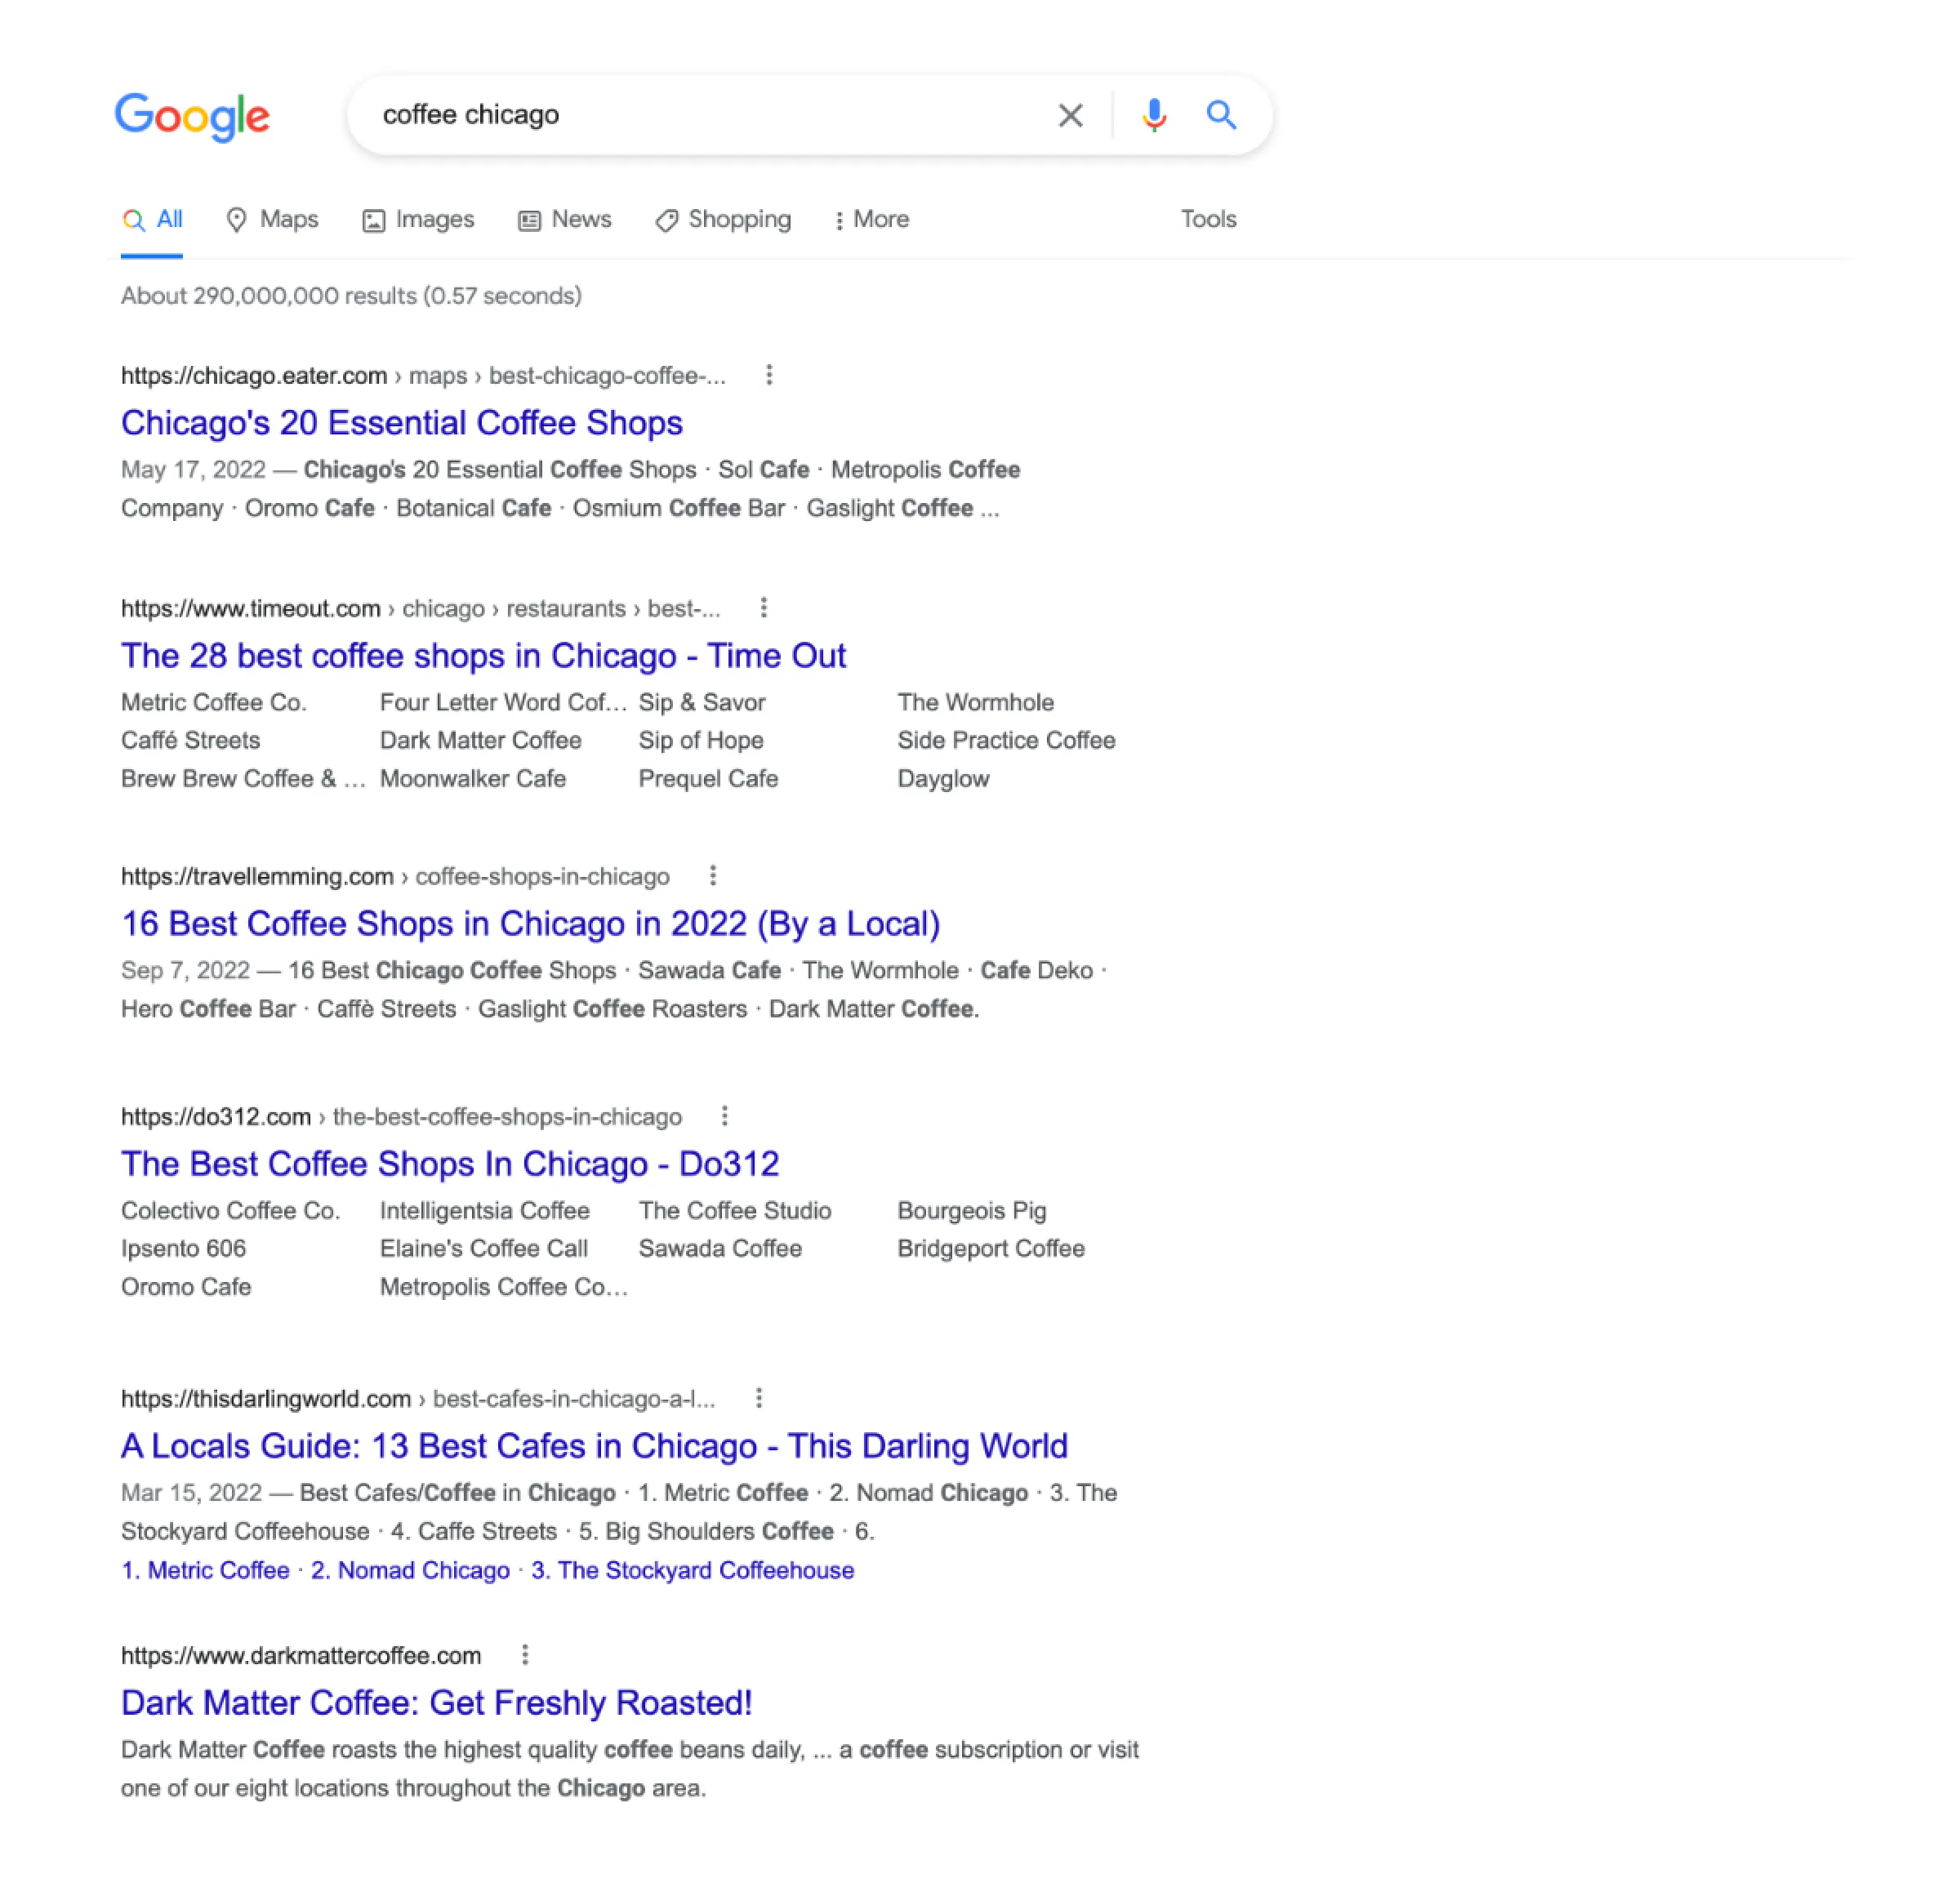 Google
coffee chicago
All Maps Images News Shopping More Tools
About 290,000,000 results (0.57 seconds)
https://chicago.eater.com › maps › best-chicago-coffee-...
Chicago's 20 Essential Coffee Shops
May 17, 2022 — Chicago's 20 Essential Coffee Shops · Sol Cafe · Metropolis Coffee
Company · Oromo Cafe · Botanical Cafe · Osmium Coffee Bar · Gaslight Coffee ...
https://www.timeout.com › chicago › restaurants › best-...
The 28 best coffee shops in Chicago - Time Out
Metric Coffee Co. Four Letter Word Cof... Sip & Savor The Wormhole
Caffé Streets Dark Matter Coffee Sip of Hope Side Practice Coffee
Brew Brew Coffee & ... Moonwalker Cafe Prequel Cafe Dayglow
https://travellemming.com › coffee-shops-in-chicago
16 Best Coffee Shops in Chicago in 2022 (By a Local)
Sep 7, 2022 — 16 Best Chicago Coffee Shops · Sawada Cafe · The Wormhole · Cafe Deko ·
Hero Coffee Bar · Caffè Streets · Gaslight Coffee Roasters · Dark Matter Coffee.
https://do312.com › the-best-coffee-shops-in-chicago
The Best Coffee Shops In Chicago - Do312
Colectivo Coffee Co. Intelligentsia Coffee The Coffee Studio Bourgeois Pig
Ipsento 606 Elaine's Coffee Call Sawada Coffee Bridgeport Coffee
Oromo Cafe Metropolis Coffee Co...
https://thisdarlingworld.com › best-cafes-in-chicago-a-l...
A Locals Guide: 13 Best Cafes in Chicago - This Darling World
Mar 15, 2022 — Best Cafes/Coffee in Chicago · 1. Metric Coffee · 2. Nomad Chicago · 3. The
Stockyard Coffeehouse · 4. Caffe Streets · 5. Big Shoulders Coffee · 6.
1. Metric Coffee · 2. Nomad Chicago · 3. The Stockyard Coffeehouse
https://www.darkmattercoffee.com
Dark Matter Coffee: Get Freshly Roasted!
Dark Matter Coffee roasts the highest quality coffee beans daily, ... a coffee subscription or visit
one of our eight locations throughout the Chicago area.